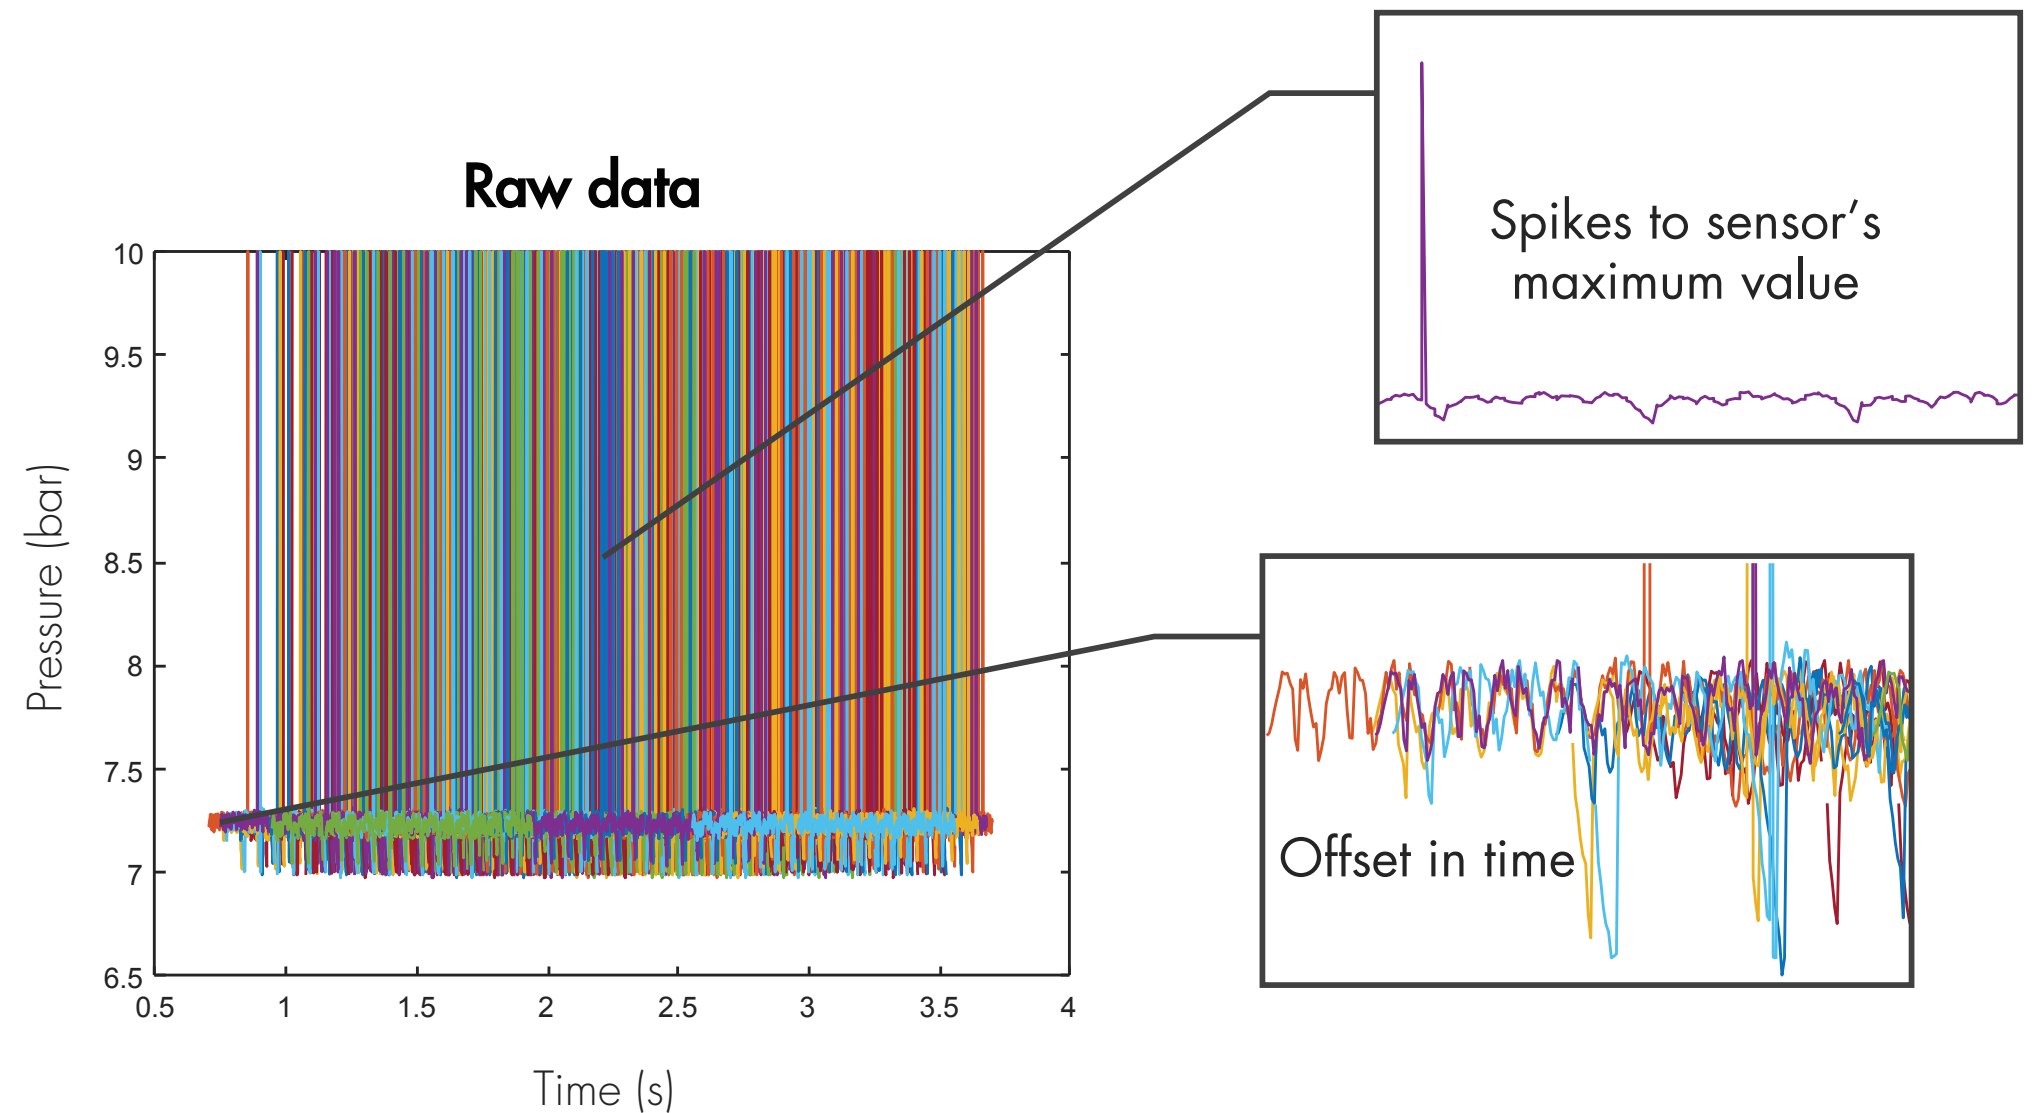 Raw data
10
9.5
9
8.5
8
7.5
7
6.5
0.5 1 1.5 2 2.5 3 3.5 4
Pressure (bar)
Time (s)
Spikes to sensor's
maximum value
Offset in time